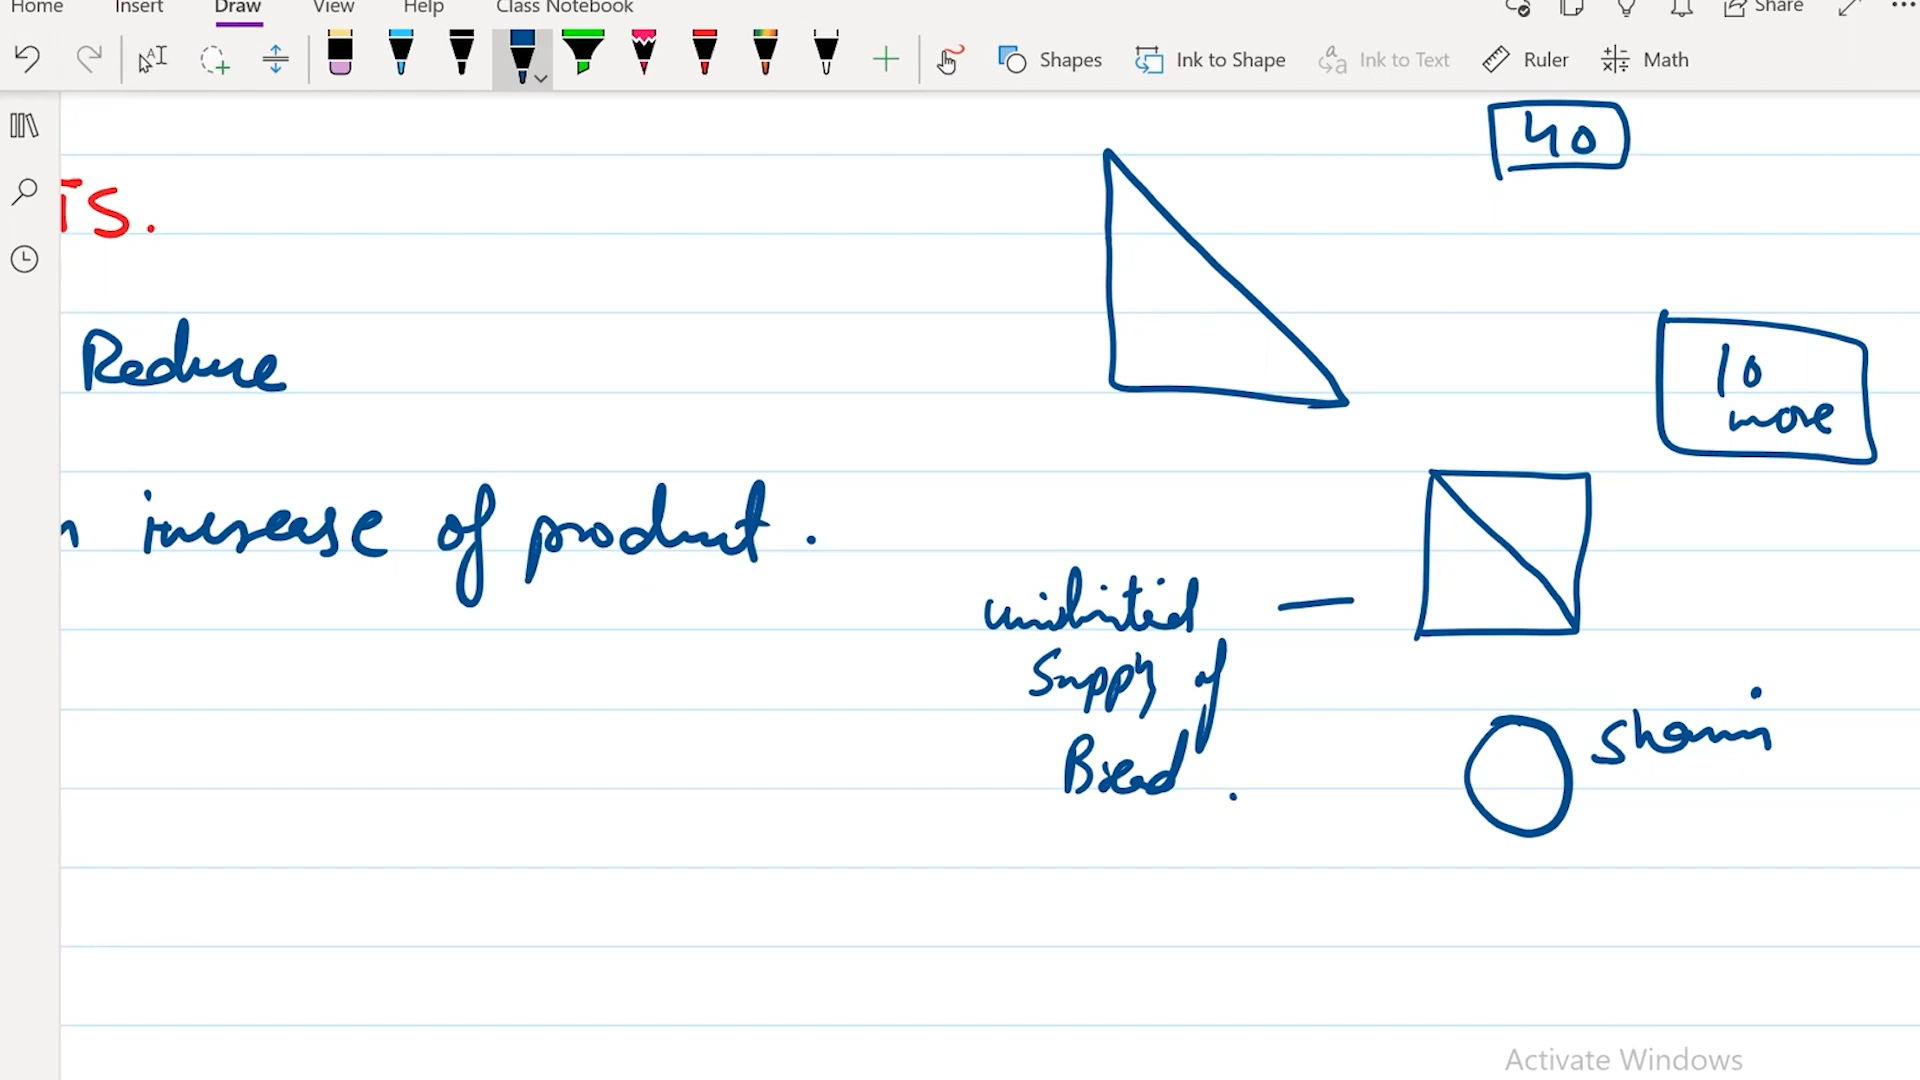 Home Insert Draw View Help Class Notebook Share
Shapes Ink to Shape Ink to Text Ruler Math
40
TS.
Reduce
10
more
n increase of product.
unlimited
Supply of
Bread.
Activate Windows